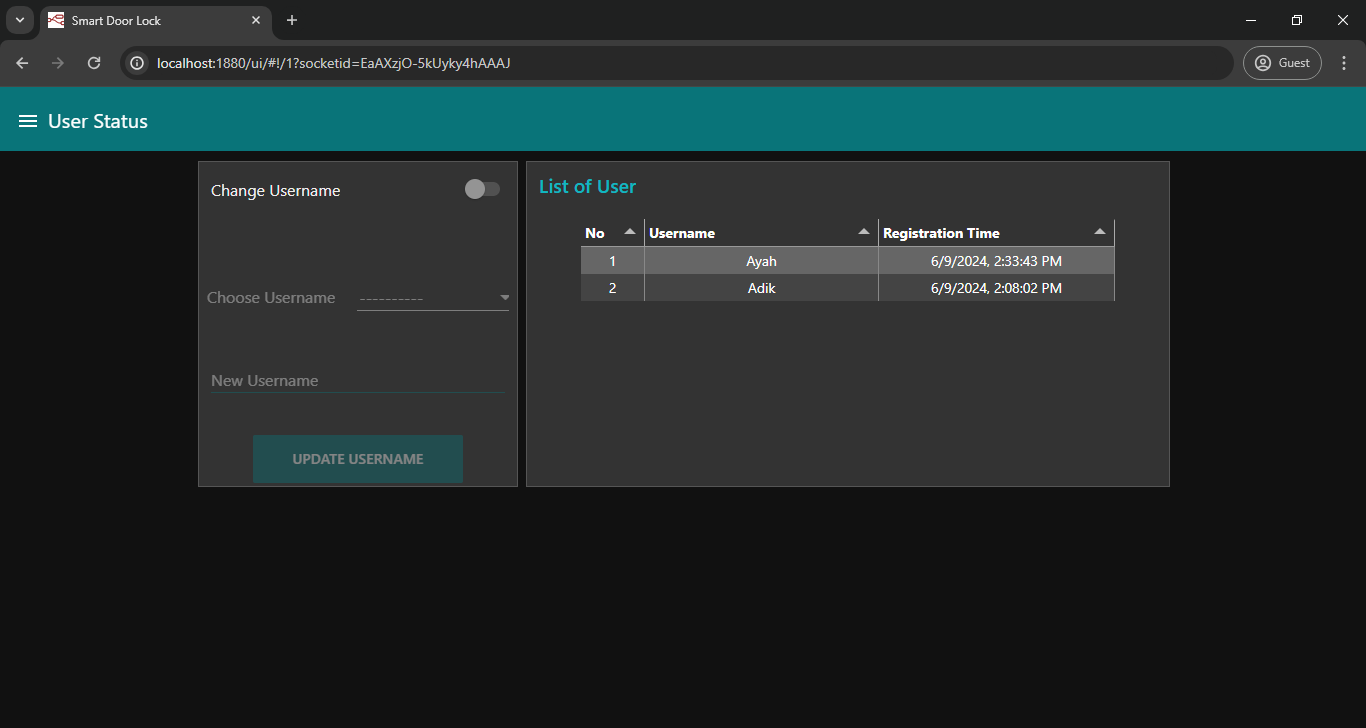 Smart Door Lock
localhost:1880/ui/#!/1?socketid=EaAXzjO-5kUyky4hAAAJ
Guest
User Status
Change Username
Choose Username ----------
New Username
UPDATE USERNAME
List of User
No Username Registration Time
1 Ayah 6/9/2024, 2:33:43 PM
2 Adik 6/9/2024, 2:08:02 PM